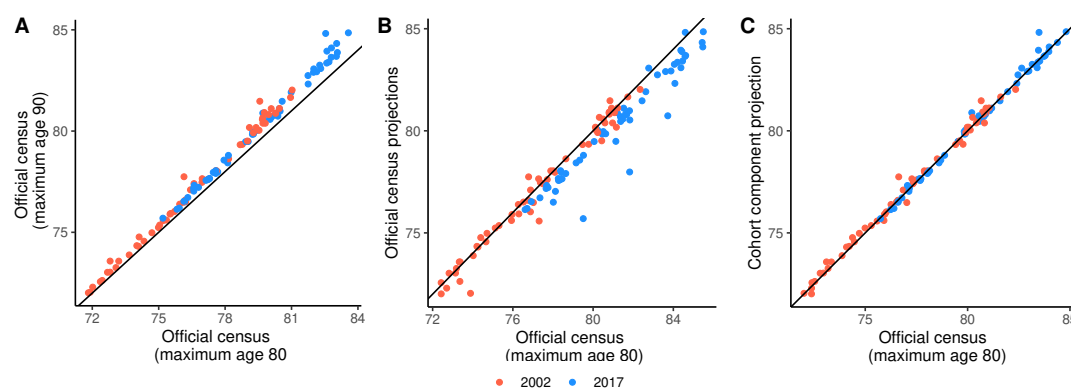 A
B
C
85
80
75
72
75
78
81
84
Official census
(maximum age 90)
Official census
(maximum age 80
85
80
75
72
76
80
84
Official census projections
Official census
(maximum age 80)
85
80
75
75
80
85
Cohort component projection
Official census
(maximum age 80)
2002
2017